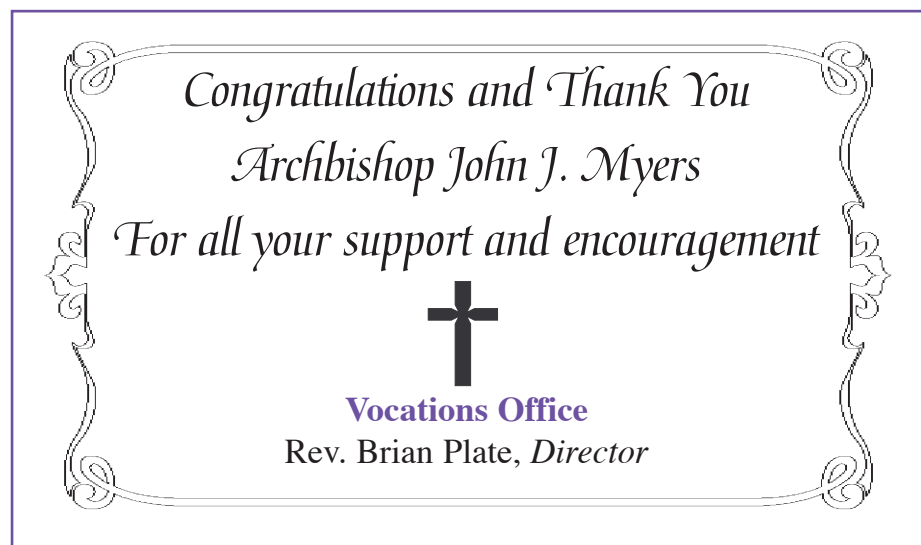 Congratulations and Thank You
Archbishop John J. Myers
For all your support and encouragement
Vocations Office
Rev. Brian Plate, Director